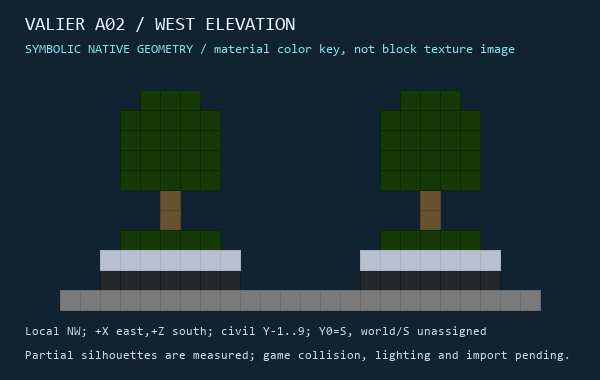 VALIER A02 / WEST ELEVATION
SYMBOLIC NATIVE GEOMETRY / material color key, not block texture image
Local NW; +X east,+Z south; civil Y-1..9; Y0=S, world/S unassigned
Partial silhouettes are measured; game collision, lighting and import pending.